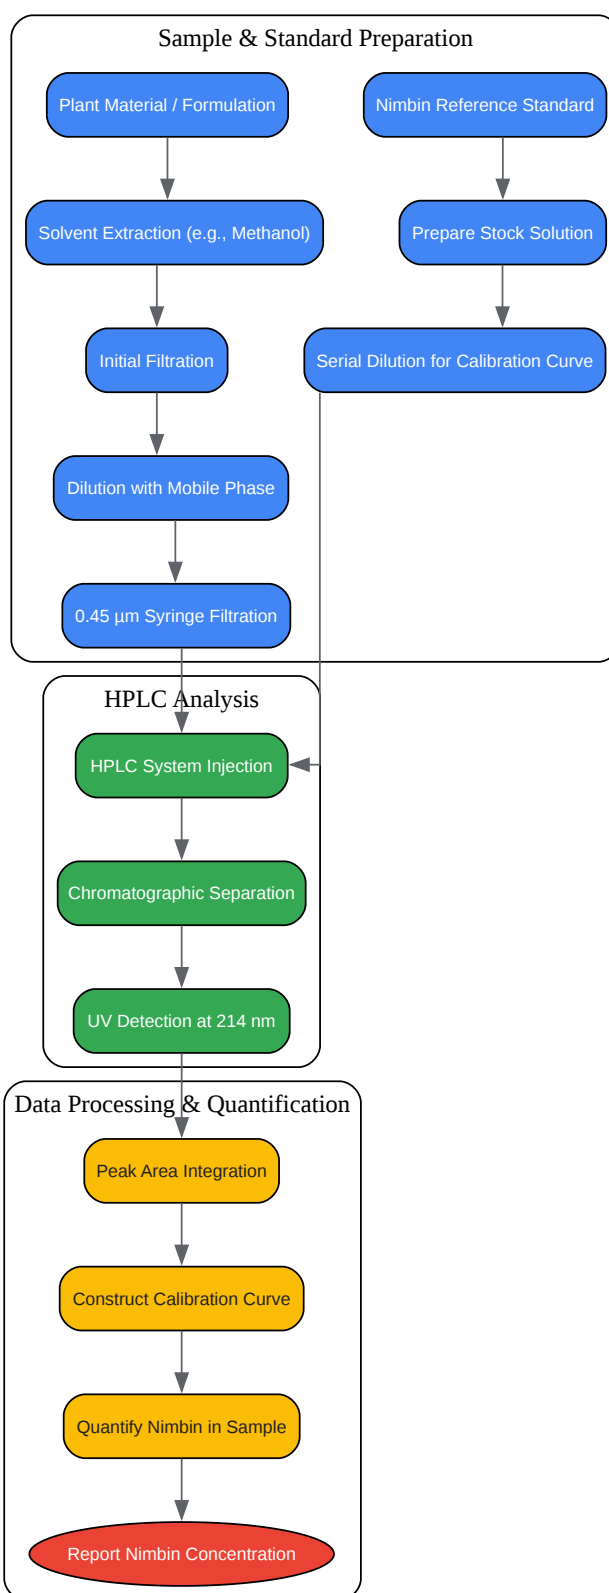 Sample & Standard Preparation
Plant Material / Formulation
Nimbin Reference Standard
Solvent Extraction (e.g., Methanol)
Prepare Stock Solution
Initial Filtration
Serial Dilution for Calibration Curve
Dilution with Mobile Phase
0.45 µm Syringe Filtration
HPLC Analysis
HPLC System Injection
Chromatographic Separation
UV Detection at 214 nm
Data Processing & Quantification
Peak Area Integration
Construct Calibration Curve
Quantify Nimbin in Sample
Report Nimbin Concentration